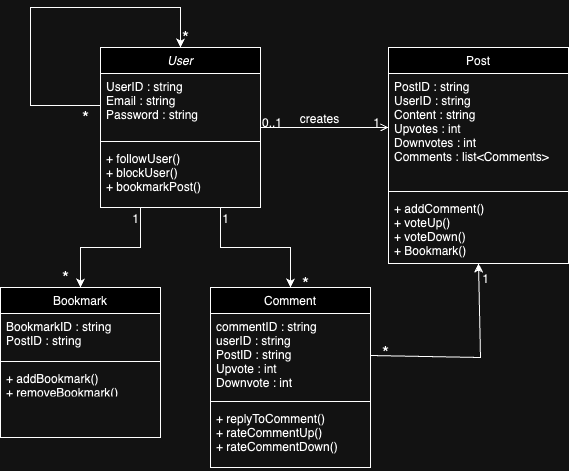 *
User
UserID : string
Email : string
Password : string
+ followUser()
+ blockUser()
+ bookmarkPost()
*
0..1
creates
1
Post
PostID : string
UserID : string
Content : string
Upvotes : int
Downvotes : int
Comments : list<Comments>
+ addComment()
+ voteUp()
+ voteDown()
+ Bookmark()
1
1
*
*
1
Bookmark
BookmarkID : string
PostID : string
+ addBookmark()
+ removeBookmark()
Comment
commentID : string
userID : string
PostID : string
Upvote : int
Downvote : int
+ replyToComment()
+ rateCommentUp()
+ rateCommentDown()
*